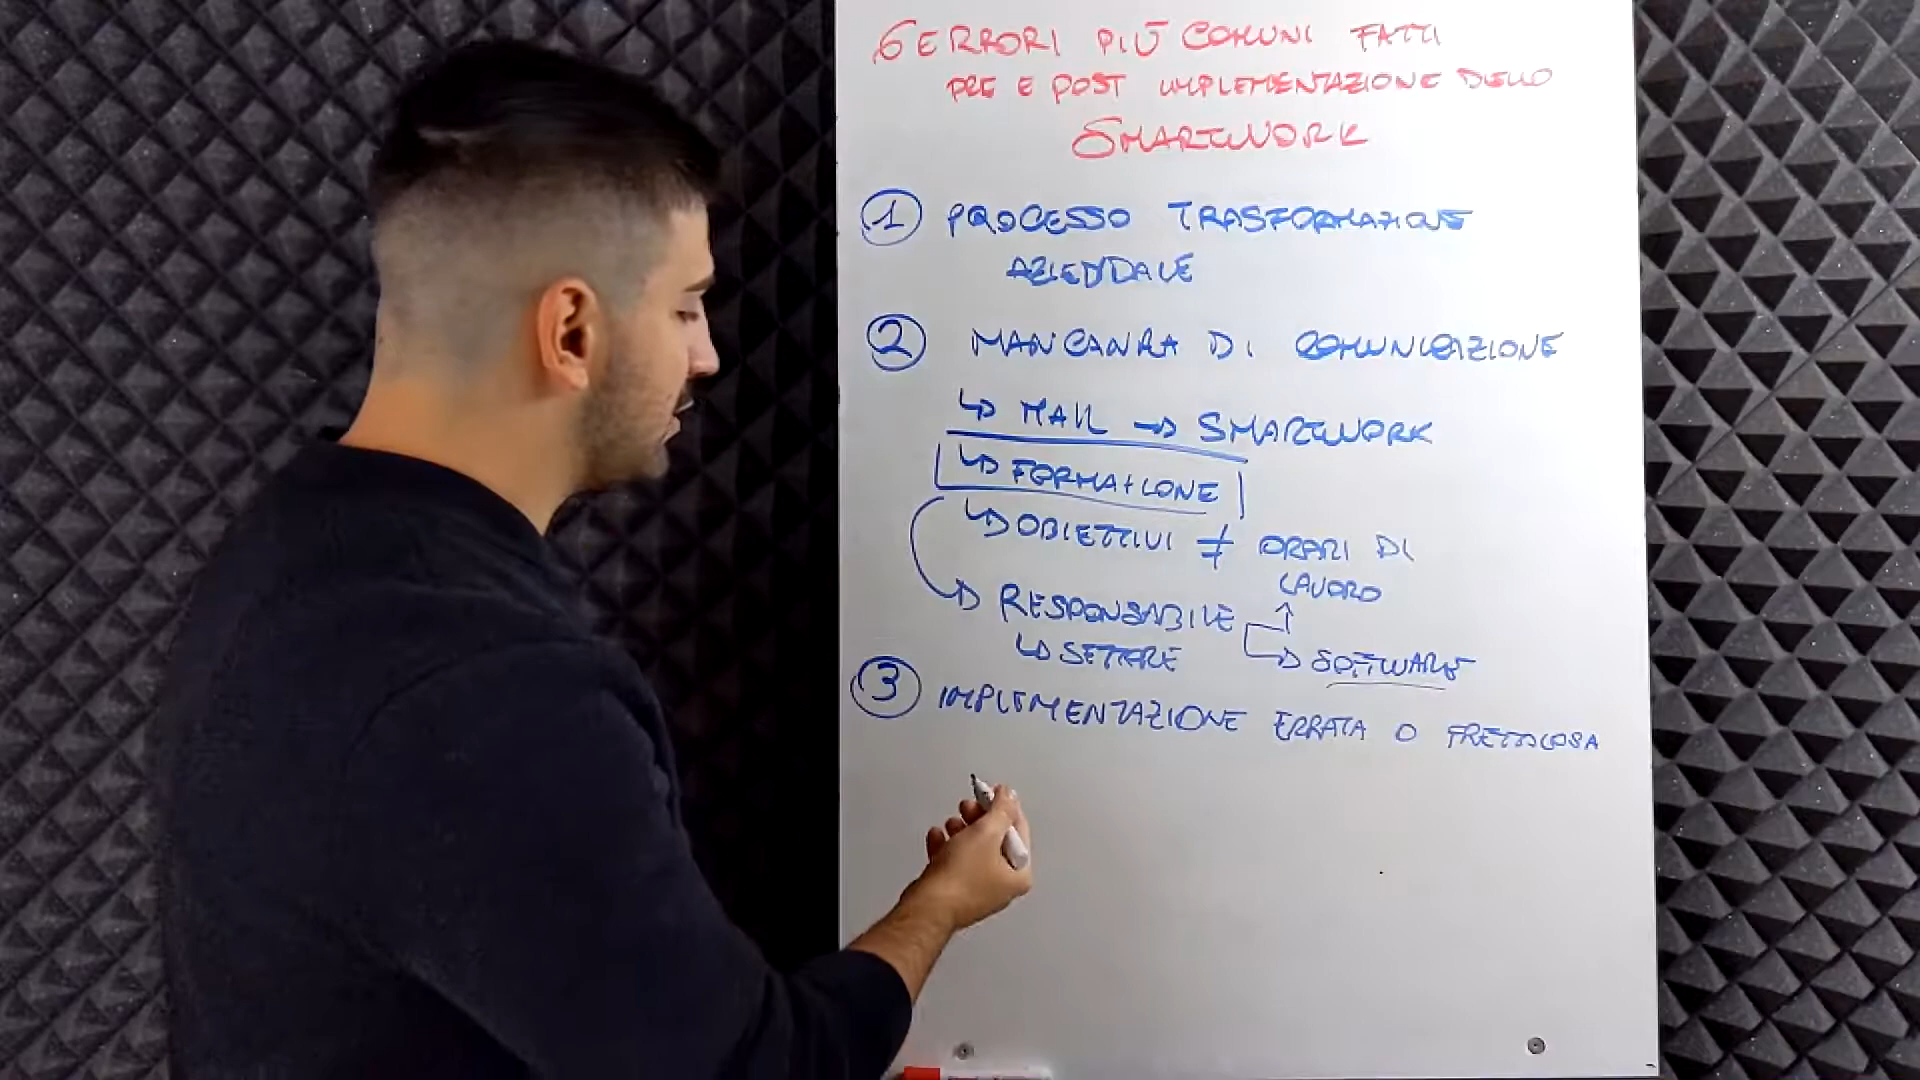 6 ERRORI PIÙ COMUNI FATTI
PRE E POST IMPLEMENTAZIONE DELLO
SMARTWORK
1 PROCESSO TRASFORMAZIONE
AZIENDALE
2 MANCANZA DI COMUNICAZIONE
↳ MAIL → SMARTWORK
↳ FORMAZIONE
↳ OBIETTIVI ≠ ORARI DI
LAVORO
→ RESPONSABILE
↳ SETTORE → SOFTWARE
3 IMPLEMENTAZIONE ERRATA O FRETTOLOSA